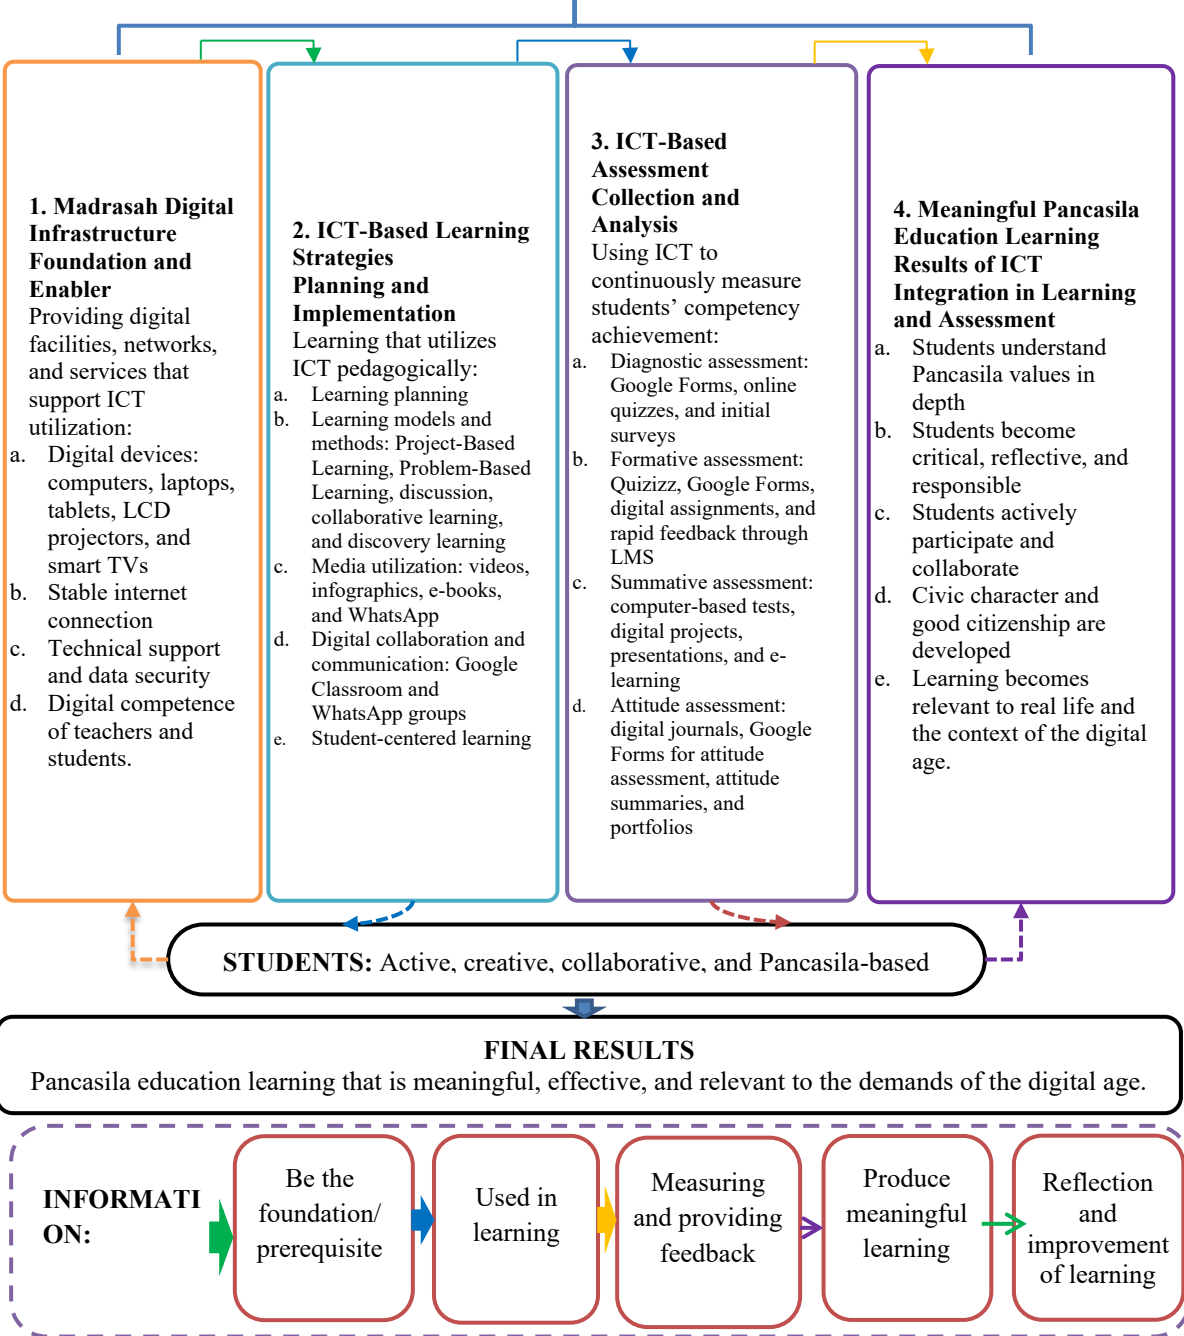 1. Madrasah Digital
Infrastructure
Foundation and
Enabler
Providing digital
facilities, networks,
and services that
support ICT
utilization:
a. Digital devices:
computers, laptops,
tablets, LCD
projectors, and
smart TVs
b. Stable internet
connection
c. Technical support
and data security
d. Digital competence
of teachers and
students.
2. ICT-Based Learning
Strategies
Planning and
Implementation
Learning that utilizes
ICT pedagogically:
a. Learning planning
b. Learning models and
methods: Project-Based
Learning, Problem-Based
Learning, discussion,
collaborative learning,
and discovery learning
c. Media utilization: videos,
infographics, e-books,
and WhatsApp
d. Digital collaboration and
communication: Google
Classroom and
WhatsApp groups
e. Student-centered learning
3. ICT-Based
Assessment
Collection and
Analysis
Using ICT to
continuously measure
students’ competency
achievement:
a. Diagnostic assessment:
Google Forms, online
quizzes, and initial
surveys
b. Formative assessment:
Quizizz, Google Forms,
digital assignments, and
rapid feedback through
LMS
c. Summative assessment:
computer-based tests,
digital projects,
presentations, and e-
learning
d. Attitude assessment:
digital journals, Google
Forms for attitude
assessment, attitude
summaries, and
portfolios
4. Meaningful Pancasila
Education Learning
Results of ICT
Integration in Learning
and Assessment
a. Students understand
Pancasila values in
depth
b. Students become
critical, reflective, and
responsible
c. Students actively
participate and
collaborate
d. Civic character and
good citizenship are
developed
e. Learning becomes
relevant to real life and
the context of the digital
age.
STUDENTS: Active, creative, collaborative, and Pancasila-based
FINAL RESULTS
Pancasila education learning that is meaningful, effective, and relevant to the demands of the digital age.
INFORMATI
ON:
Be the
foundation/
prerequisite
Used in
learning
Measuring
and providing
feedback
Produce
meaningful
learning
Reflection
and
improvement
of learning